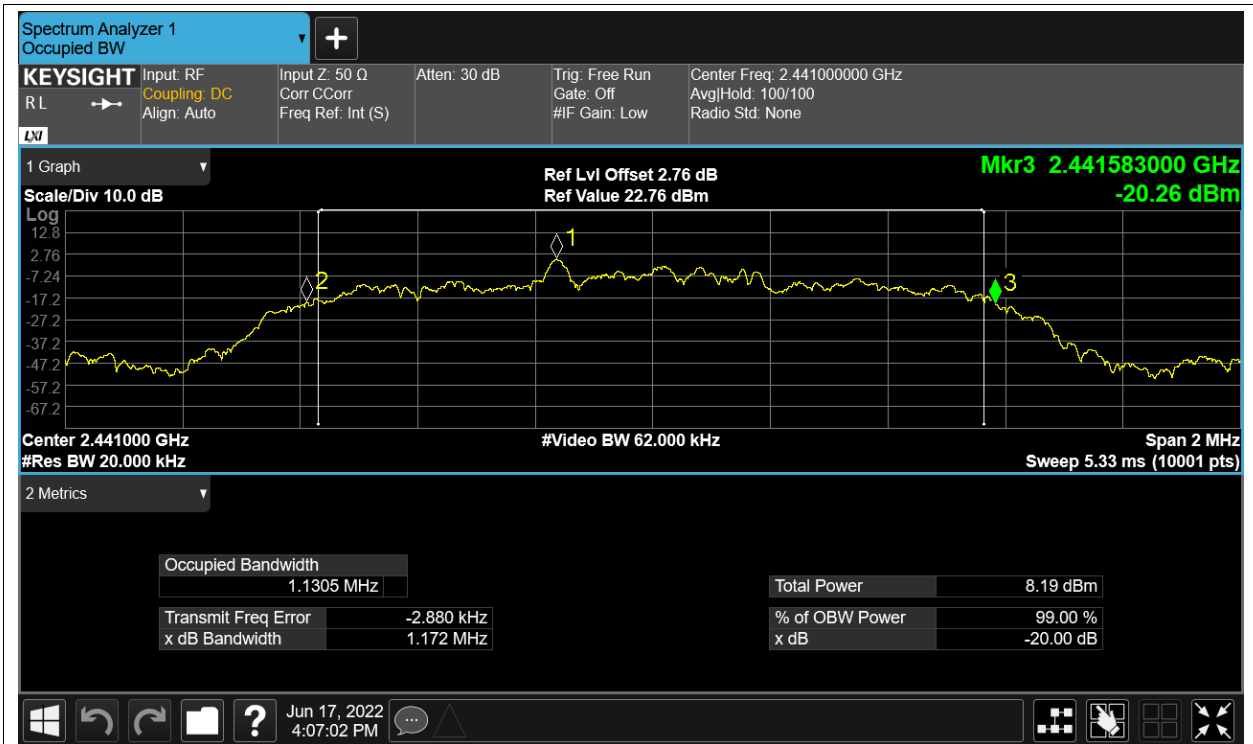 Spectrum Analyzer 1
Occupied BW
KEYSIGHT
R L
LXI
Input: RF
Coupling: DC
Align: Auto
Input Z: 50 Ω
Corr CCorr
Freq Ref: Int (S)
Atten: 30 dB
Trig: Free Run
Gate: Off
#IF Gain: Low
Center Freq: 2.441000000 GHz
Avg|Hold: 100/100
Radio Std: None
1 Graph
Scale/Div 10.0 dB
Ref Lvl Offset 2.76 dB
Ref Value 22.76 dBm
Mkr3 2.441583000 GHz
-20.26 dBm
Log
12.8
2.76
-7.24
-17.2
-27.2
-37.2
-47.2
-57.2
-67.2
1
2
3
Center 2.441000 GHz
#Video BW 62.000 kHz
Span 2 MHz
#Res BW 20.000 kHz
Sweep 5.33 ms (10001 pts)
2 Metrics
Occupied Bandwidth
1.1305 MHz
Total Power 8.19 dBm
Transmit Freq Error -2.880 kHz
% of OBW Power 99.00 %
x dB Bandwidth 1.172 MHz
x dB -20.00 dB
?
Jun 17, 2022
4:07:02 PM